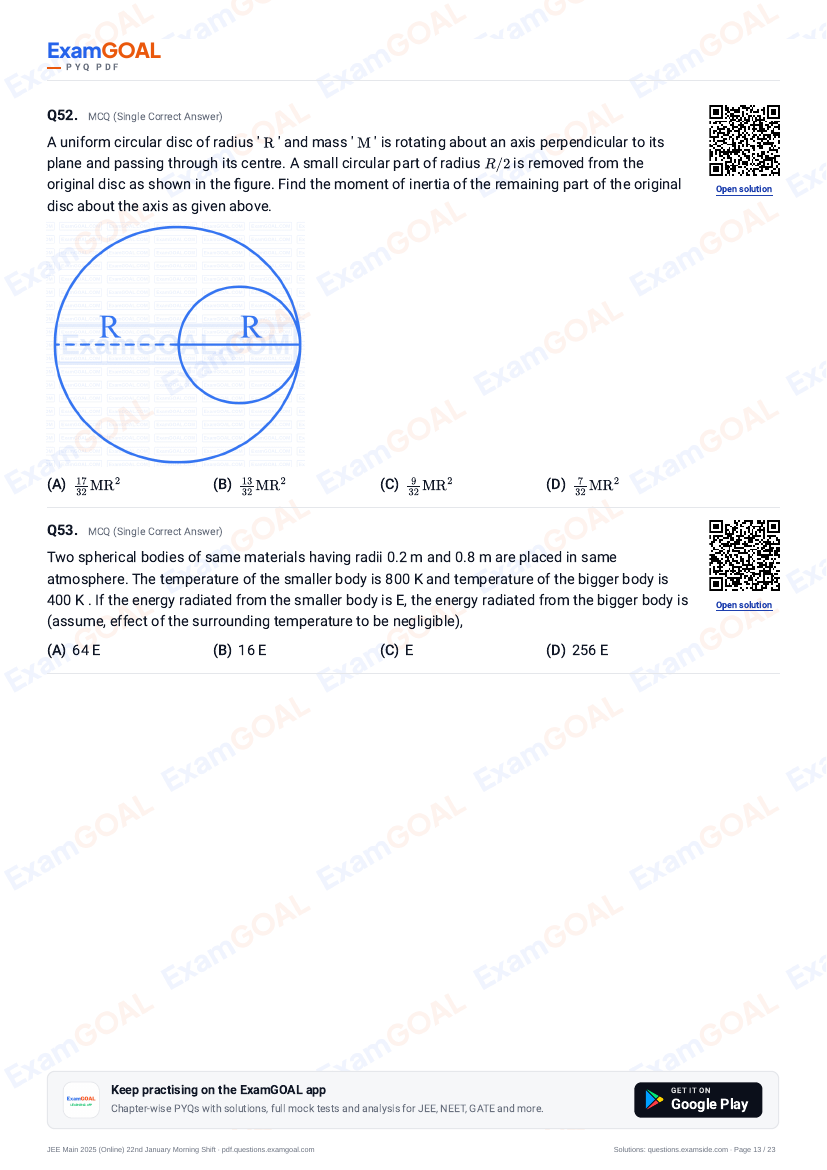 ExamGOAL
PYQ PDF
Q52. MCQ (Single Correct Answer)
A uniform circular disc of radius ' R ' and mass ' M ' is rotating about an axis perpendicular to its
plane and passing through its centre. A small circular part of radius R/2 is removed from the
original disc as shown in the figure. Find the moment of inertia of the remaining part of the original
disc about the axis as given above.
Open solution
R R
ExamGOAL.COM
(A) 17/32 MR² (B) 13/32 MR² (C) 9/32 MR² (D) 7/32 MR²
Q53. MCQ (Single Correct Answer)
Two spherical bodies of same materials having radii 0.2 m and 0.8 m are placed in same
atmosphere. The temperature of the smaller body is 800 K and temperature of the bigger body is
400 K . If the energy radiated from the smaller body is E, the energy radiated from the bigger body is
(assume, effect of the surrounding temperature to be negligible),
Open solution
(A) 64 E (B) 16 E (C) E (D) 256 E
ExamGOAL
Keep practising on the ExamGOAL app
Chapter-wise PYQs with solutions, full mock tests and analysis for JEE, NEET, GATE and more.
GET IT ON
Google Play
JEE Main 2025 (Online) 22nd January Morning Shift · pdf.questions.examgoal.com Solutions: questions.examside.com · Page 13 / 23